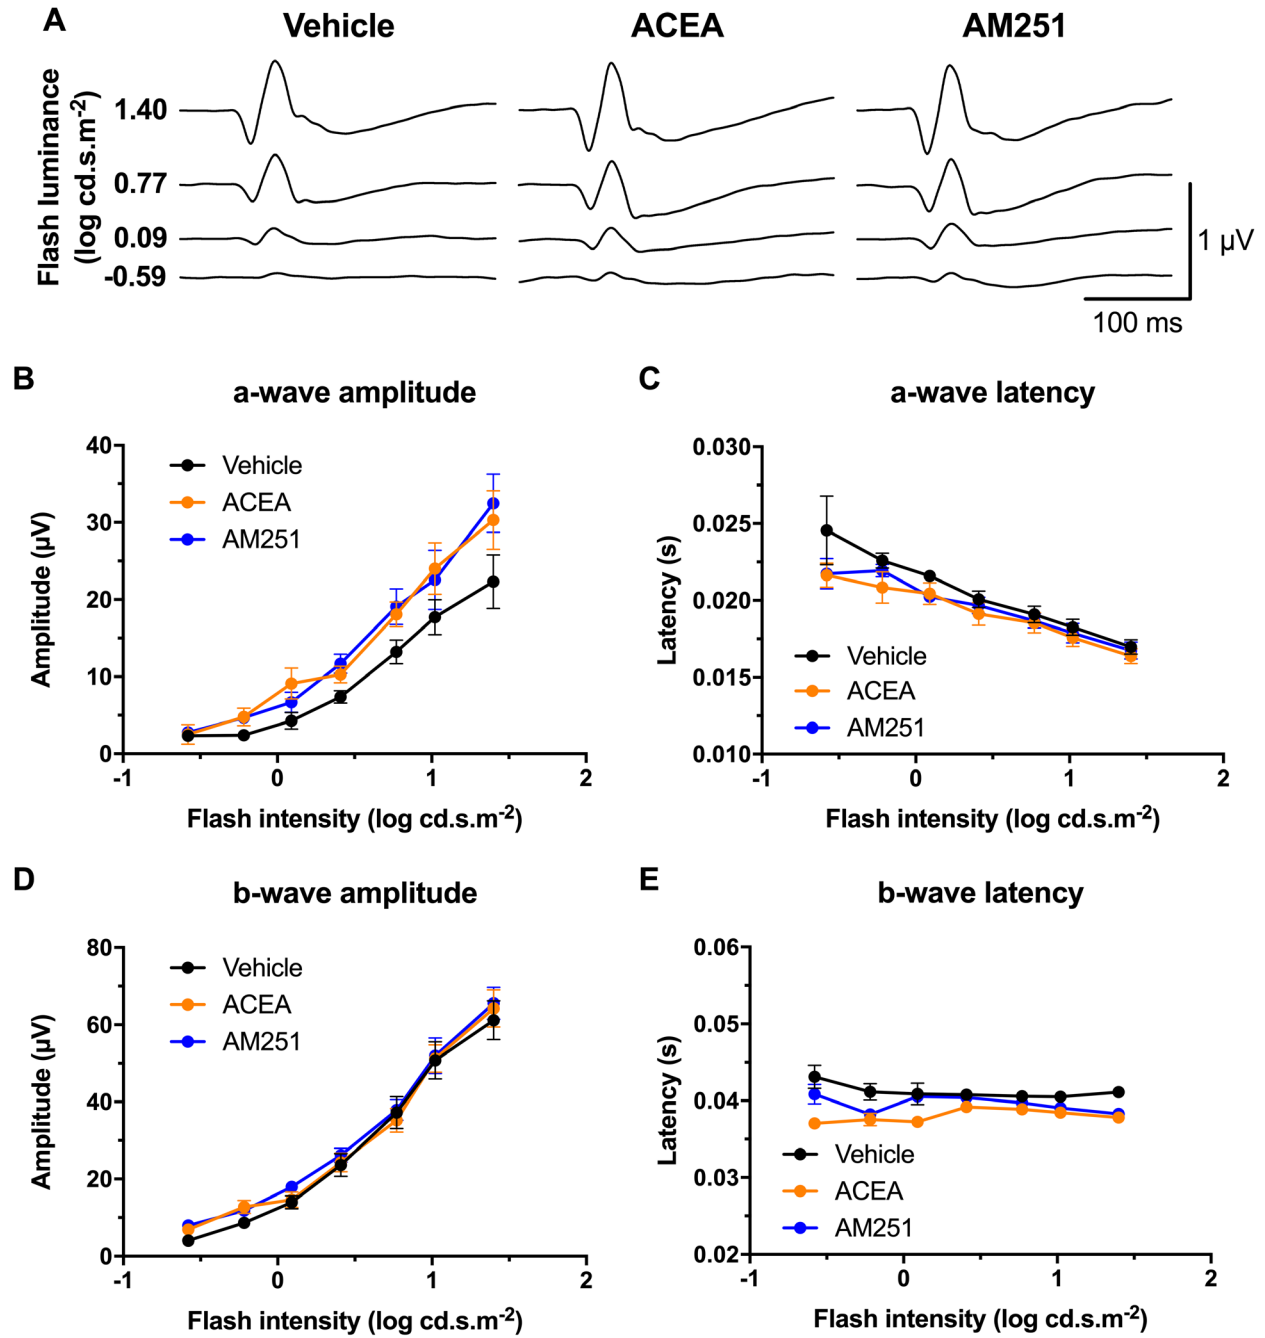 A
Vehicle
ACEA
AM251
Flash luminance
(log cd.s.m-2)
1.40
0.77
0.09
-0.59
1 µV
100 ms
B
a-wave amplitude
Amplitude (µV)
40
30
20
10
0
Vehicle
ACEA
AM251
-1
0
1
2
Flash intensity (log cd.s.m-2)
C
a-wave latency
Latency (s)
0.030
0.025
0.020
0.015
0.010
Vehicle
ACEA
AM251
-1
0
1
2
Flash intensity (log cd.s.m-2)
D
b-wave amplitude
Amplitude (µV)
80
60
40
20
0
Vehicle
ACEA
AM251
-1
0
1
2
Flash intensity (log cd.s.m-2)
E
b-wave latency
Latency (s)
0.06
0.05
0.04
0.03
0.02
Vehicle
ACEA
AM251
-1
0
1
2
Flash intensity (log cd.s.m-2)